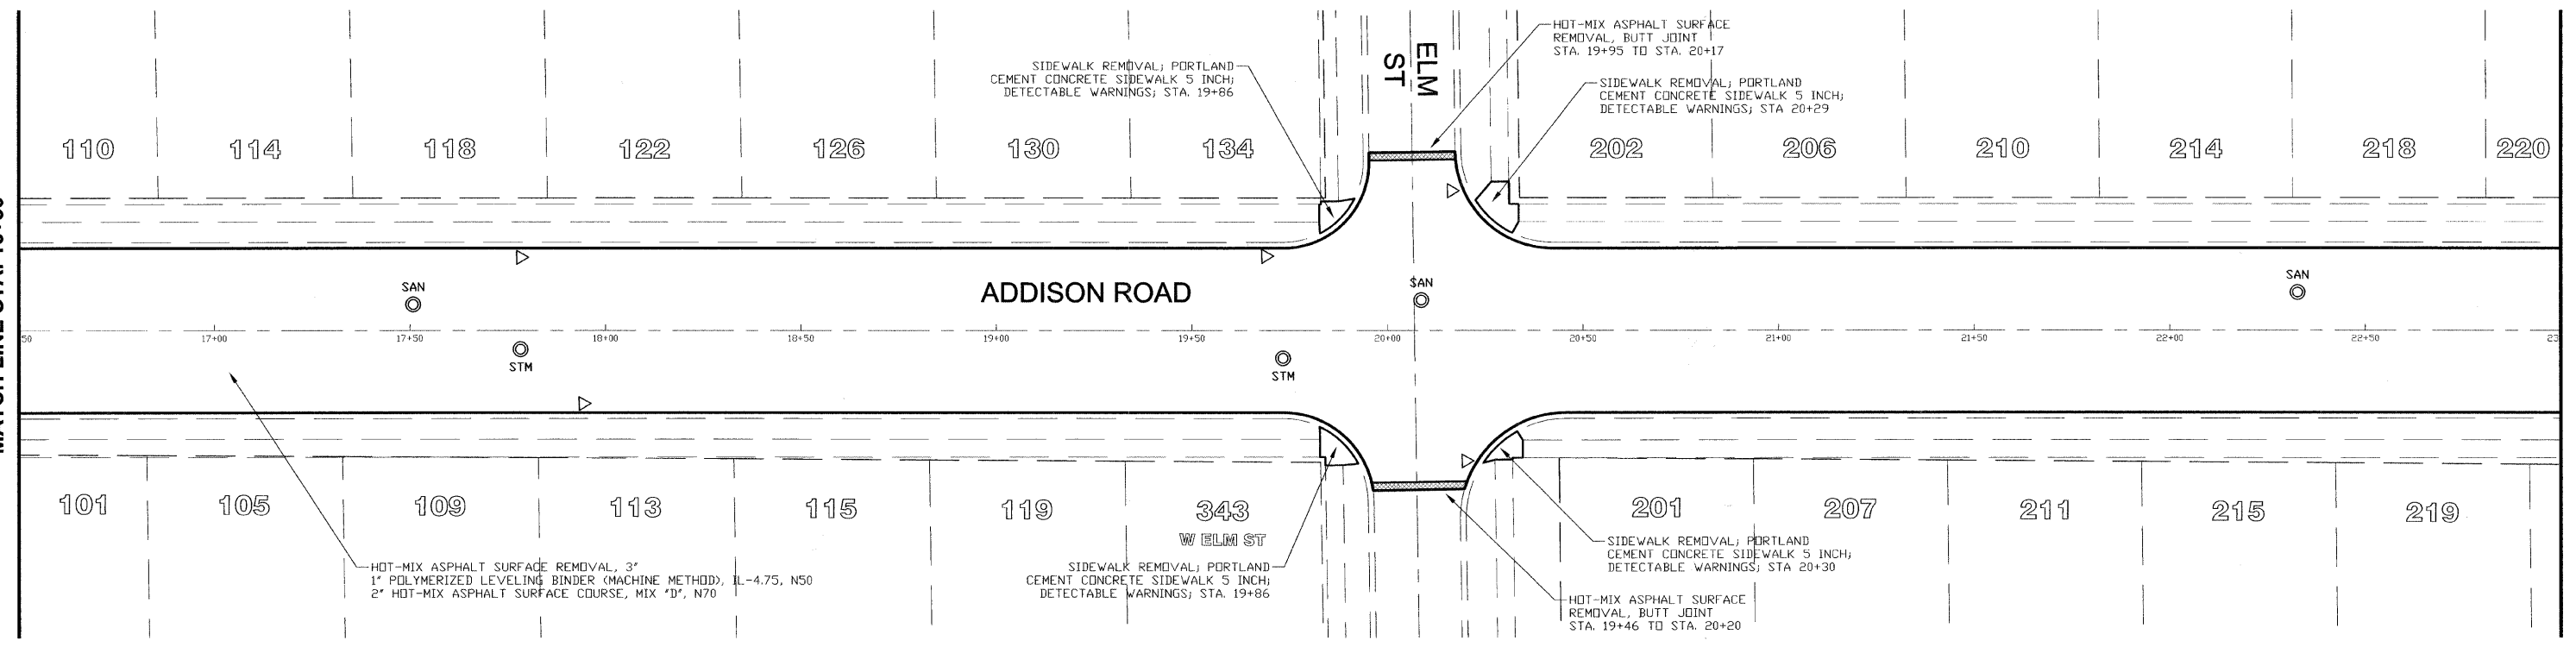 HOT-MIX ASPHALT SURFACE
REMOVAL, BUTT JOINT
STA. 19+95 TO STA. 20+17
ELM
ST
SIDEWALK REMOVAL; PORTLAND
CEMENT CONCRETE SIDEWALK 5 INCH;
DETECTABLE WARNINGS; STA. 19+86
SIDEWALK REMOVAL; PORTLAND
CEMENT CONCRETE SIDEWALK 5 INCH;
DETECTABLE WARNINGS; STA 20+29
110 114 118 122 126 130 134 202 206 210 214 218 220
SAN SAN SAN
ADDISON ROAD
50 17+00 17+50 18+00 18+50 19+00 19+50 20+00 20+50 21+00 21+50 22+00 22+50 23
STM STM
101 105 109 113 115 119 343 201 207 211 215 219
W ELM ST
HOT-MIX ASPHALT SURFACE REMOVAL, 3"
1" POLYMERIZED LEVELING BINDER (MACHINE METHOD), IL-4.75, N50
2" HOT-MIX ASPHALT SURFACE COURSE, MIX "D", N70
SIDEWALK REMOVAL; PORTLAND
CEMENT CONCRETE SIDEWALK 5 INCH;
DETECTABLE WARNINGS; STA. 19+86
SIDEWALK REMOVAL; PORTLAND
CEMENT CONCRETE SIDEWALK 5 INCH;
DETECTABLE WARNINGS; STA 20+30
HOT-MIX ASPHALT SURFACE
REMOVAL, BUTT JOINT
STA. 19+46 TO STA. 20+20